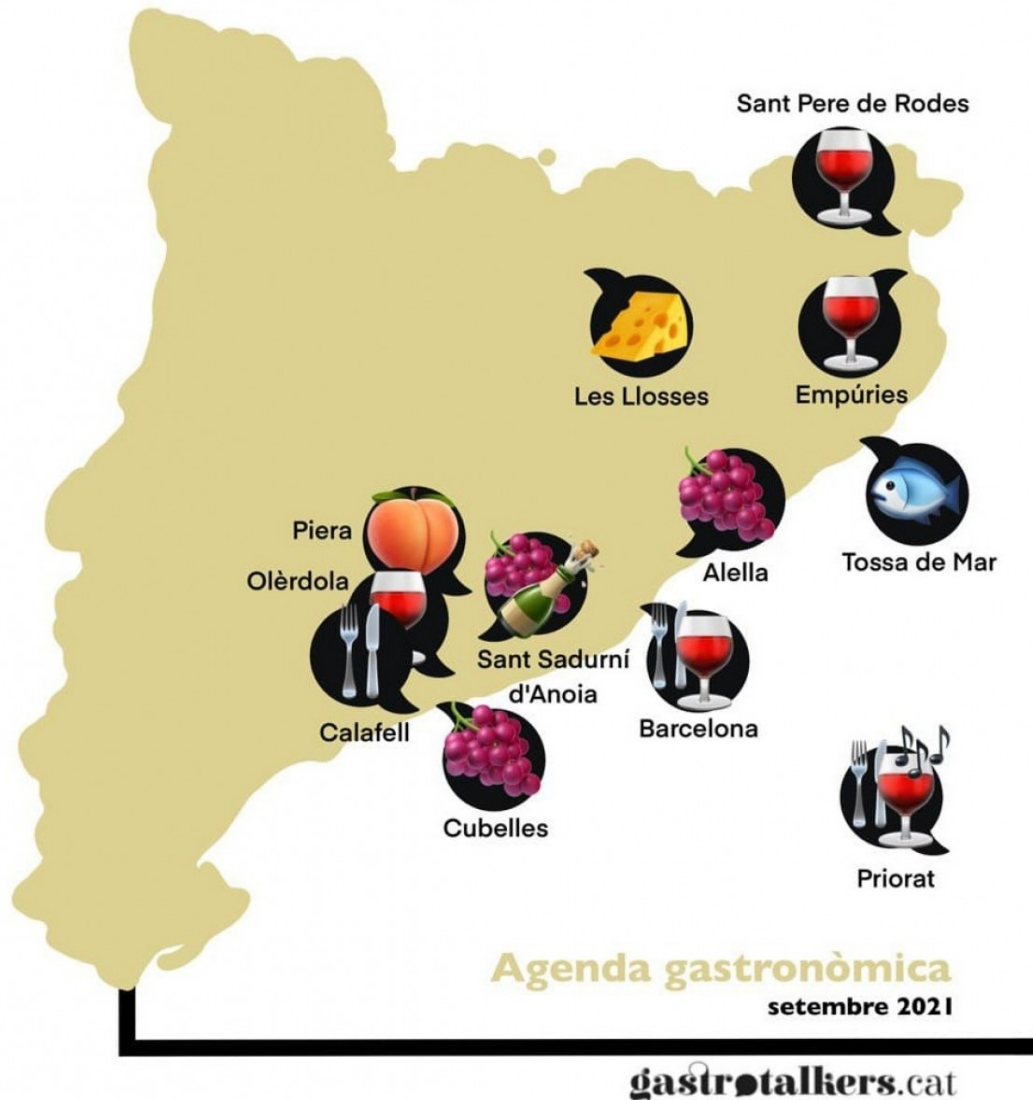 Sant Pere de Rodes
Les Llosses
Empúries
Piera
Olèrdola
Alella
Tossa de Mar
Sant Sadurní
d'Anoia
Calafell
Barcelona
Cubelles
Priorat
Agenda gastronòmica
setembre 2021
gastrotalkers.cat